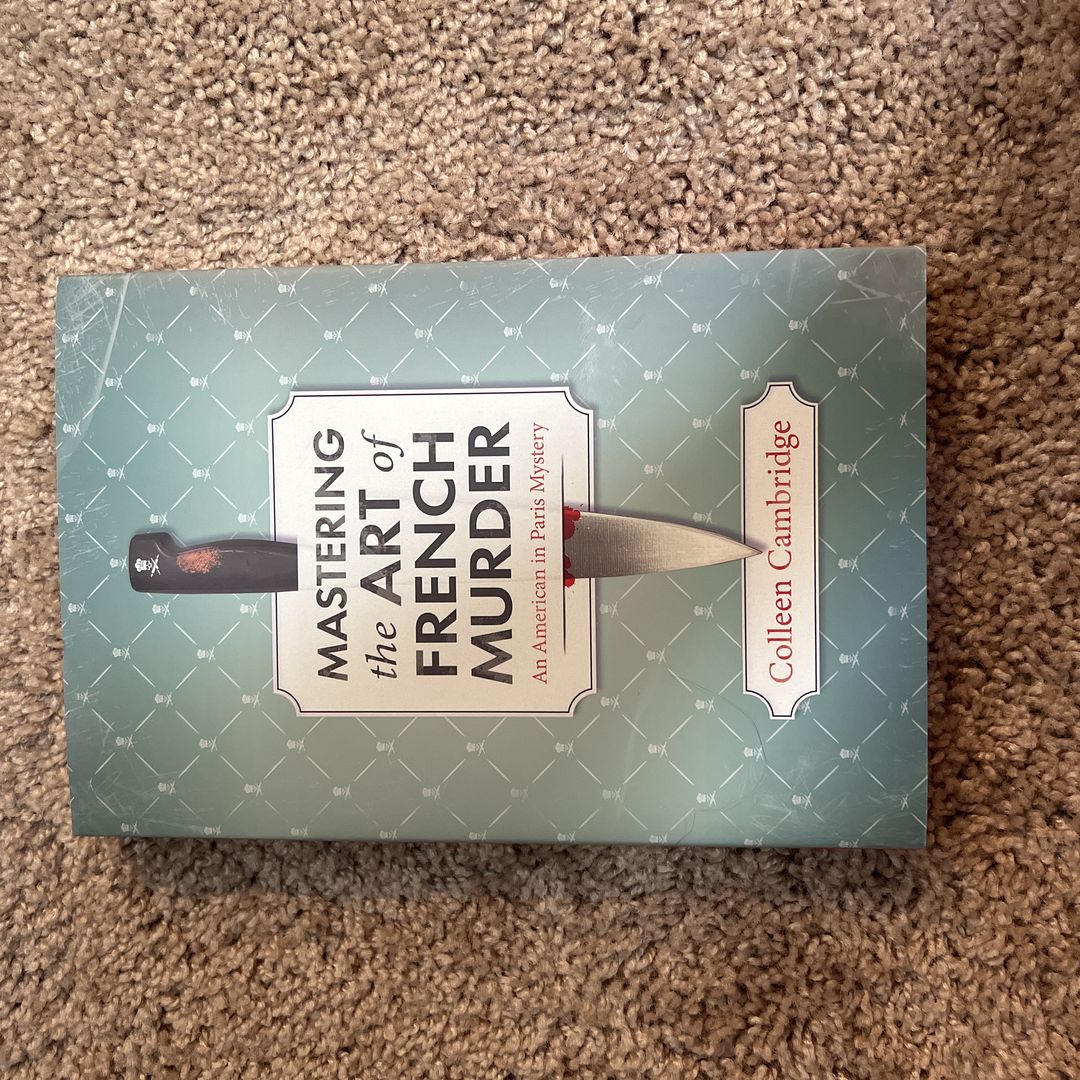 MASTERING
the ART of
FRENCH
MURDER
An American in Paris Mystery
Colleen Cambridge